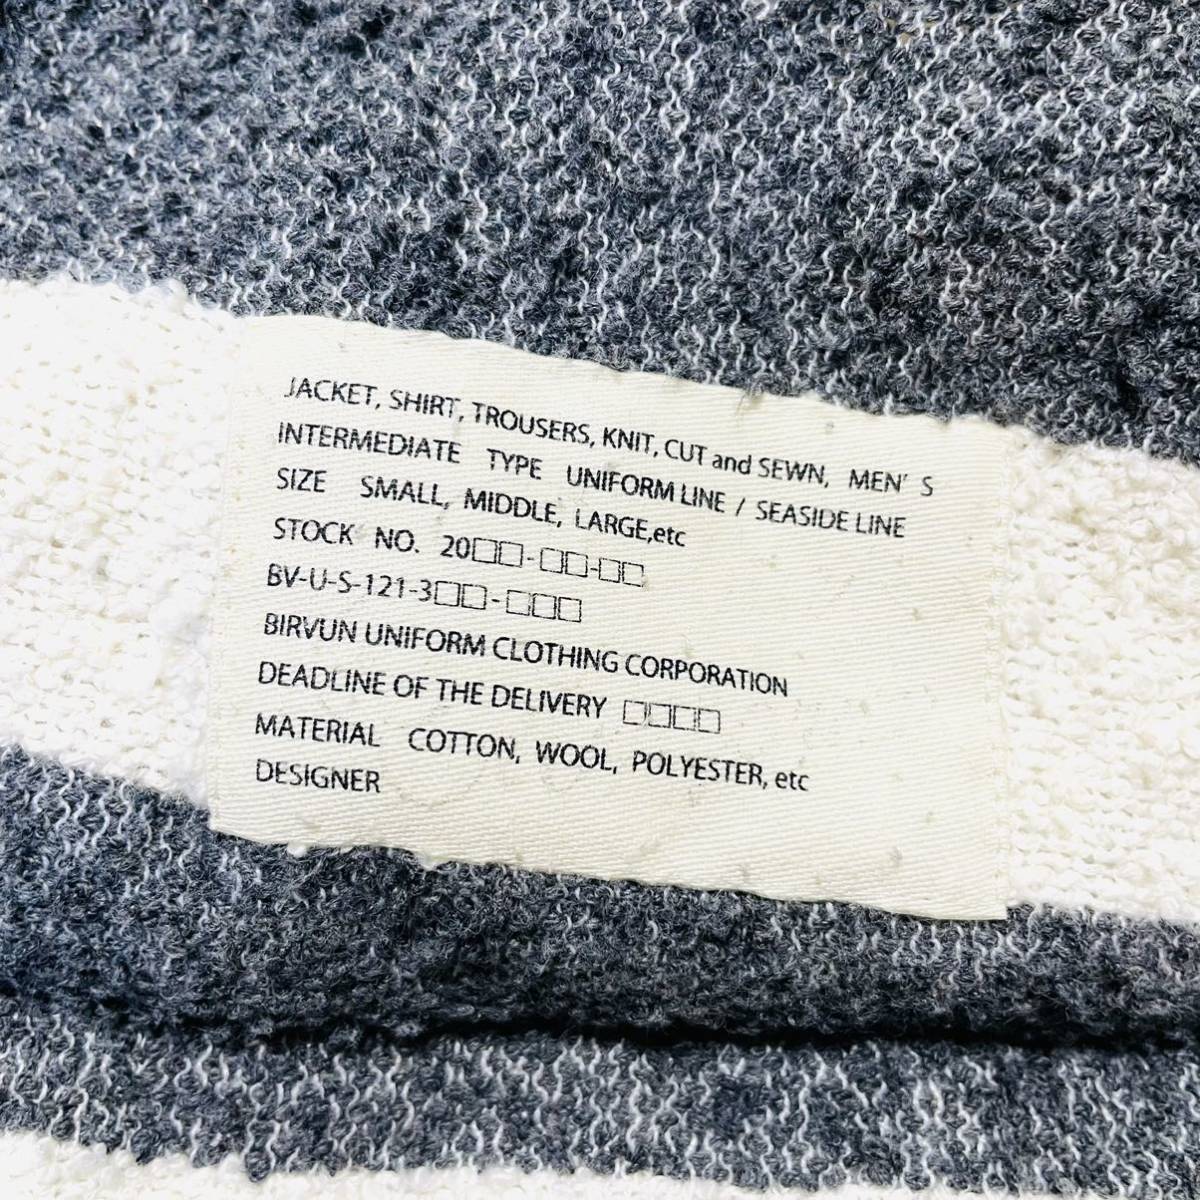 JACKET, SHIRT, TROUSERS, KNIT, CUT and SEWN, MEN' S
INTERMEDIATE TYPE UNIFORM LINE / SEASIDE LINE
SIZE SMALL, MIDDLE, LARGE,etc
STOCK NO. 20□□-□□-□□
BV-U-S-121-3□□-□□□
BIRVUN UNIFORM CLOTHING CORPORATION
DEADLINE OF THE DELIVERY □□□□
MATERIAL COTTON, WOOL, POLYESTER, etc
DESIGNER